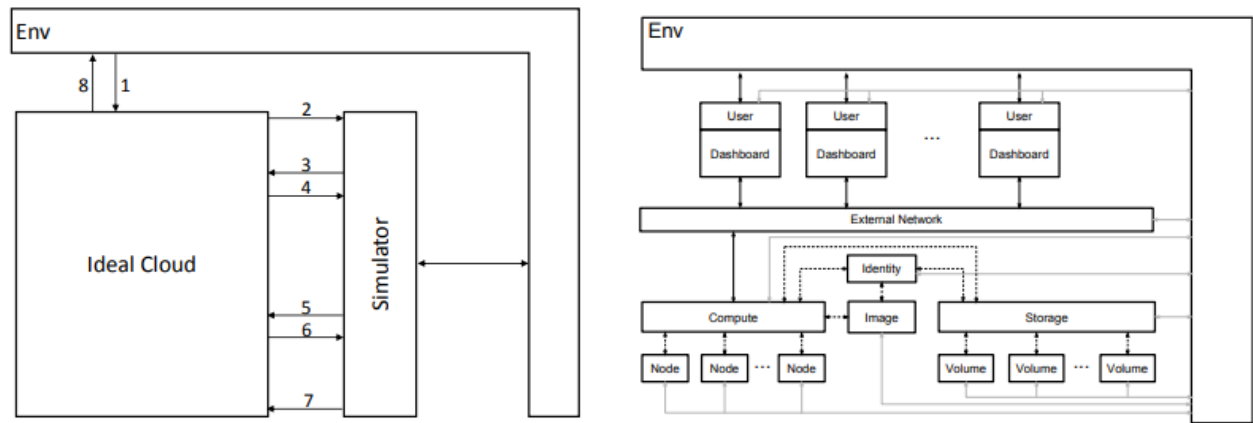 Env
8
1
2
3
4
Ideal Cloud
Simulator
5
6
7
Env
User
User
User
Dashboard
Dashboard
...
Dashboard
External Network
Identity
Compute
Image
Storage
Node
Node
...
Node
Volume
Volume
...
Volume